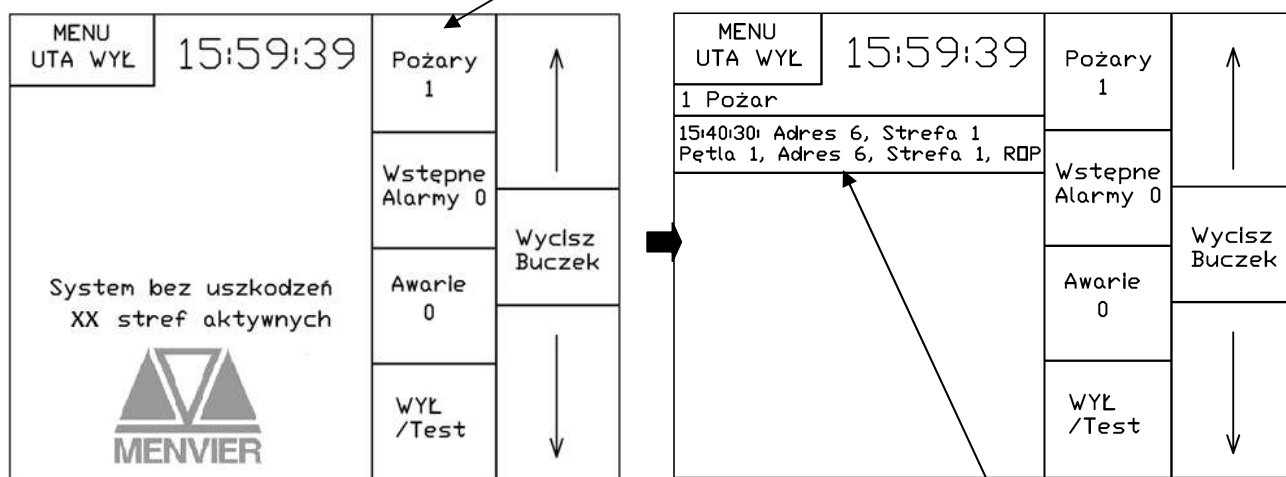 MENU
UTA WYŁ
15:59:39
Pożary
1
Wstępne
Alarmy 0
Wycisz
Buczek
Awarie
0
System bez uszkodzeń
XX stref aktywnych
WYŁ
/Test
MENVIER
MENU
UTA WYŁ
15:59:39
1 Pożar
15:40:30: Adres 6, Strefa 1
Pętla 1, Adres 6, Strefa 1, ROP
Pożary
1
Wstępne
Alarmy 0
Wycisz
Buczek
Awarie
0
WYŁ
/Test